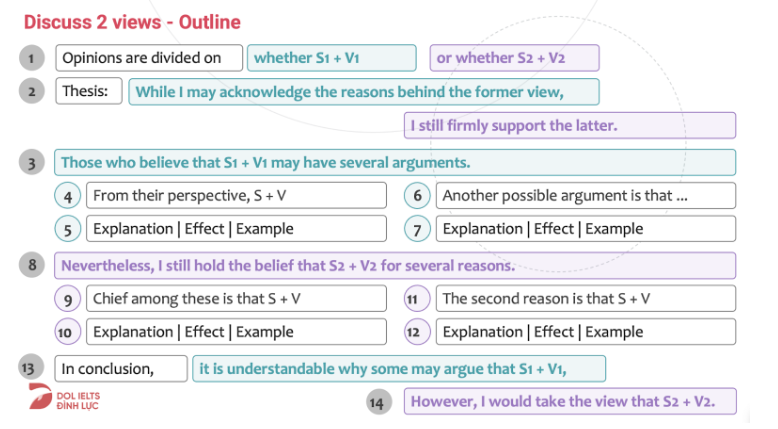 Discuss 2 views - Outline
1 Opinions are divided on whether S1 + V1 or whether S2 + V2
2 Thesis: While I may acknowledge the reasons behind the former view,
I still firmly support the latter.
3 Those who believe that S1 + V1 may have several arguments.
4 From their perspective, S + V
5 Explanation | Effect | Example
6 Another possible argument is that ...
7 Explanation | Effect | Example
8 Nevertheless, I still hold the belief that S2 + V2 for several reasons.
9 Chief among these is that S + V
10 Explanation | Effect | Example
11 The second reason is that S + V
12 Explanation | Effect | Example
13 In conclusion, it is understandable why some may argue that S1 + V1,
14 However, I would take the view that S2 + V2.
DOL IELTS
ĐÌNH LỰC